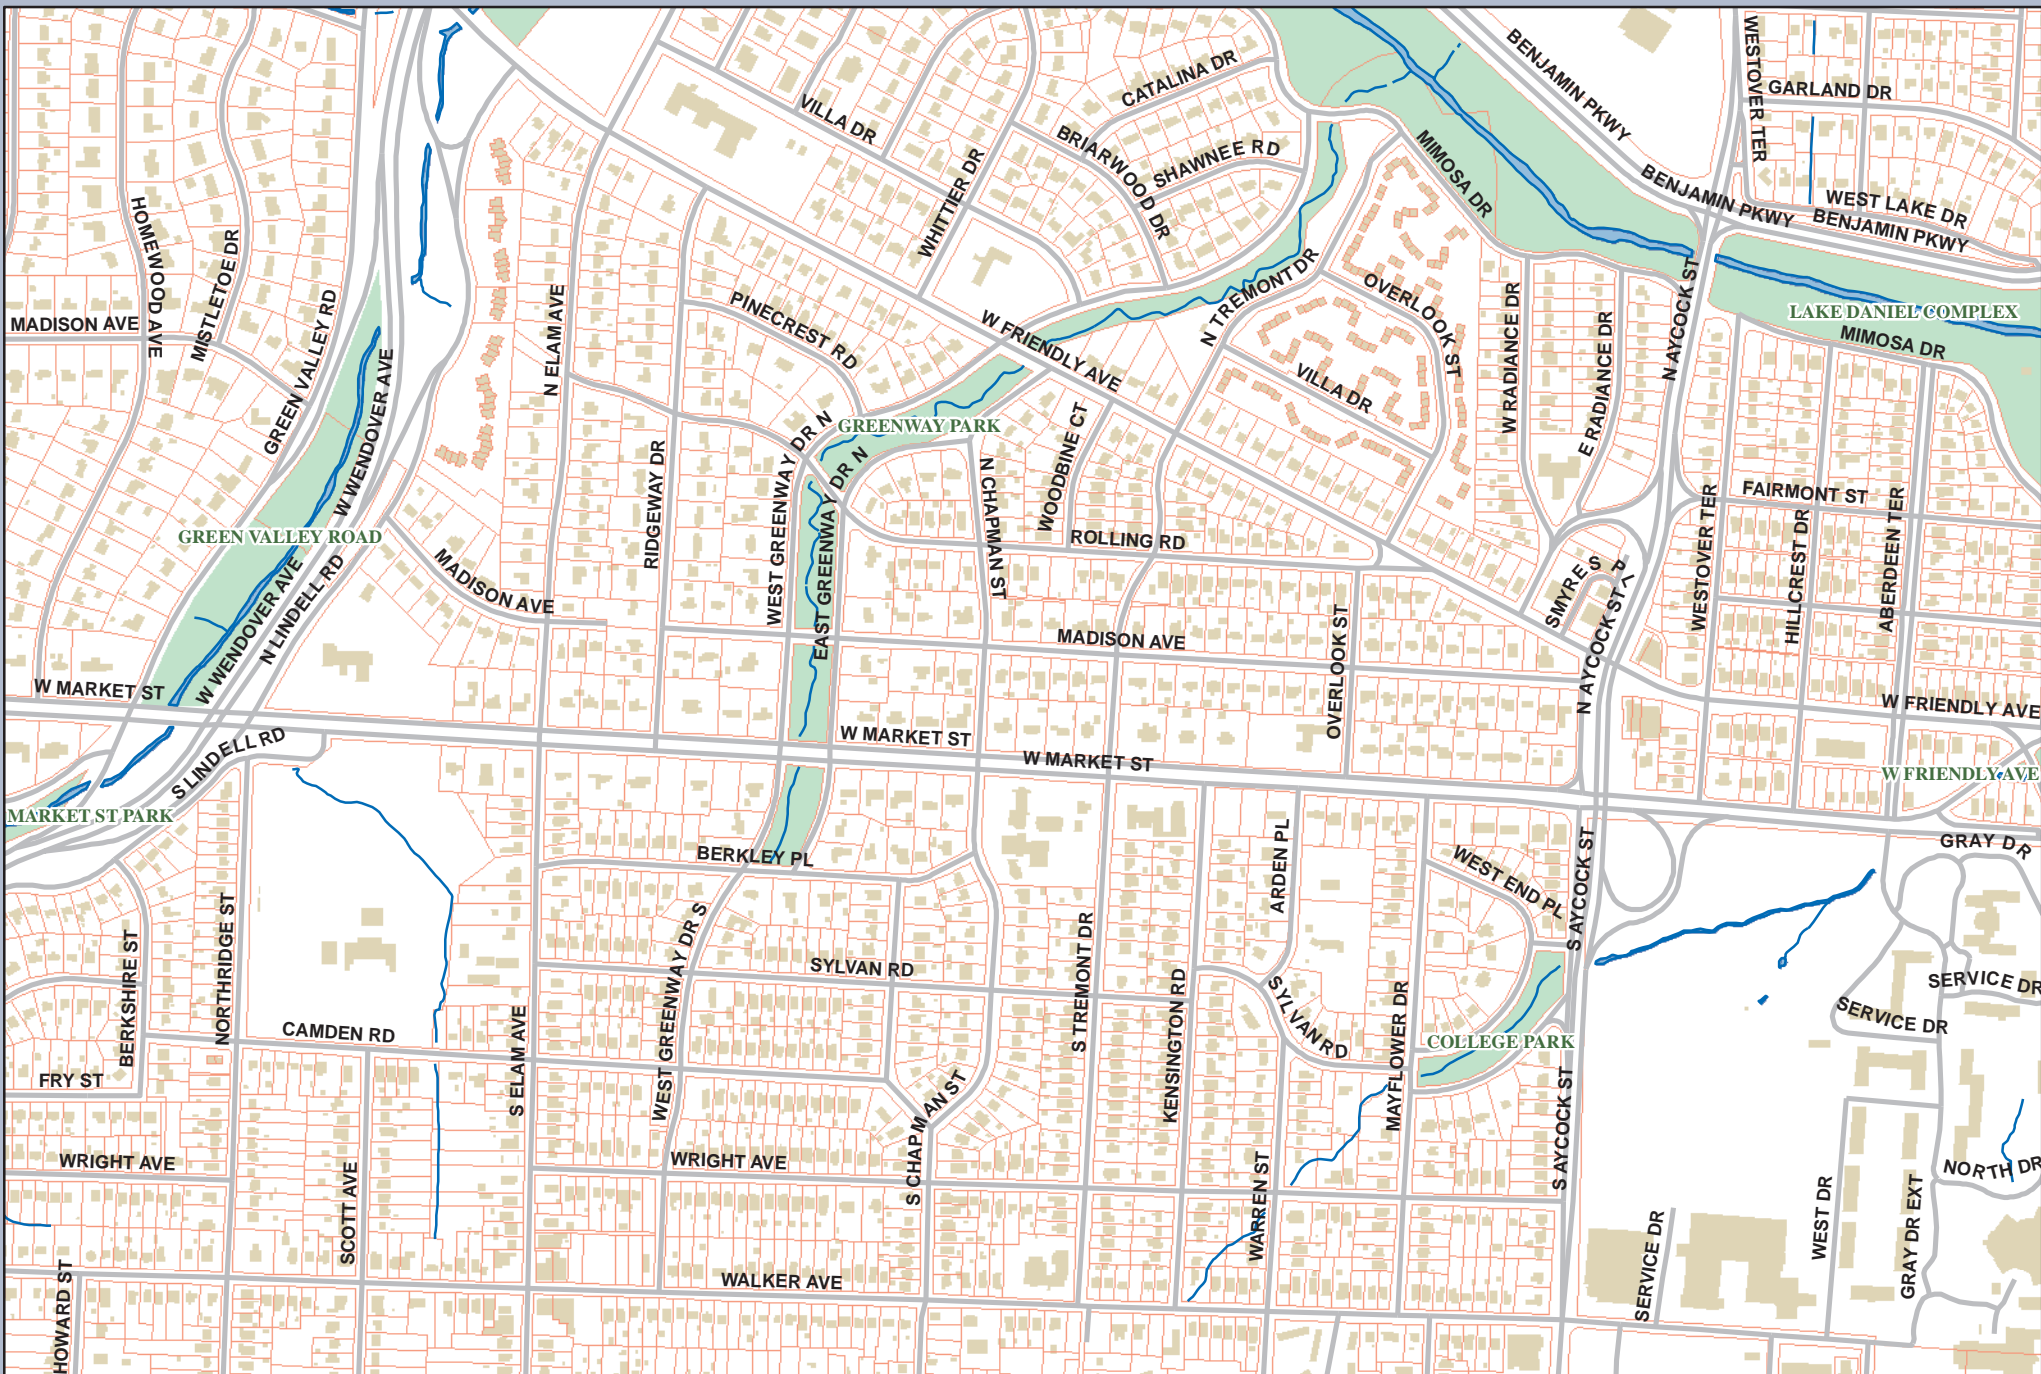 BENJAMIN PKWY
WESTOVER TER
GARLAND DR
CATALINA DR
VILLA DR
BRIARWOOD DR
SHAWNEE RD
MIMOSA DR
WHITTIER DR
BENJAMIN PKWY
WEST LAKE DR
BENJAMIN PKWY
HOMEWOOD AVE
MISTLETOE DR
GREEN VALLEY RD
MADISON AVE
N ELAM AVE
PINECREST RD
W FRIENDLY AVE
N TREMONT DR
OVERLOOK ST
W RADIANCE DR
E RADIANCE DR
N AYCOCK ST
LAKE DANIEL COMPLEX
MIMOSA DR
W WENDOVER AVE
VILLA DR
GREENWAY PARK
WEST GREENWAY DR N
EAST GREENWAY DR N
N CHAPMAN ST
WOODBINE CT
RIDGEWAY DR
ROLLING RD
FAIRMONT ST
WESTOVER TER
HILLCREST DR
ABERDEEN TER
GREEN VALLEY ROAD
W WENDOVER AVE
N LINDELL RD
MADISON AVE
SMYRES PL
N AYCOCK ST
MADISON AVE
OVERLOOK ST
W MARKET ST
W FRIENDLY AVE
W MARKET ST
W MARKET ST
S LINDELL RD
W FRIENDLY AVE
MARKET ST PARK
GRAY DR
BERKLEY PL
ARDEN PL
WEST END PL
S AYCOCK ST
NORTHRIDGE ST
BERKSHIRE ST
WEST GREENWAY DR S
SYLVAN RD
S TREMONT DR
KENSINGTON RD
SYLVAN RD
MAYFLOWER DR
SERVICE DR
SERVICE DR
CAMDEN RD
S ELAM AVE
COLLEGE PARK
FRY ST
S CHAPMAN ST
S AYCOCK ST
WRIGHT AVE
WRIGHT AVE
SCOTT AVE
WARREN ST
NORTH DR
WEST DR
GRAY DR EXT
SERVICE DR
WALKER AVE
HOWARD ST